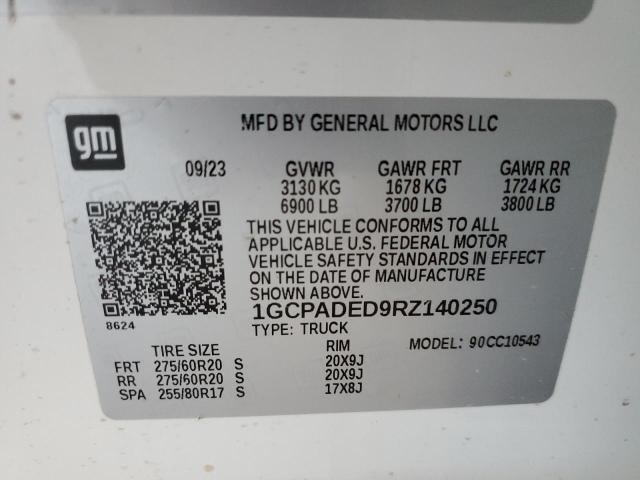 gm
MFD BY GENERAL MOTORS LLC
09/23 GVWR GAWR FRT GAWR RR
3130 KG 1678 KG 1724 KG
6900 LB 3700 LB 3800 LB
THIS VEHICLE CONFORMS TO ALL
APPLICABLE U.S. FEDERAL MOTOR
VEHICLE SAFETY STANDARDS IN EFFECT
ON THE DATE OF MANUFACTURE
SHOWN ABOVE.
8624
1GCPADED9RZ140250
TYPE: TRUCK
TIRE SIZE RIM MODEL: 90CC10543
FRT 275/60R20 S 20X9J
RR 275/60R20 S 20X9J
SPA 255/80R17 S 17X8J